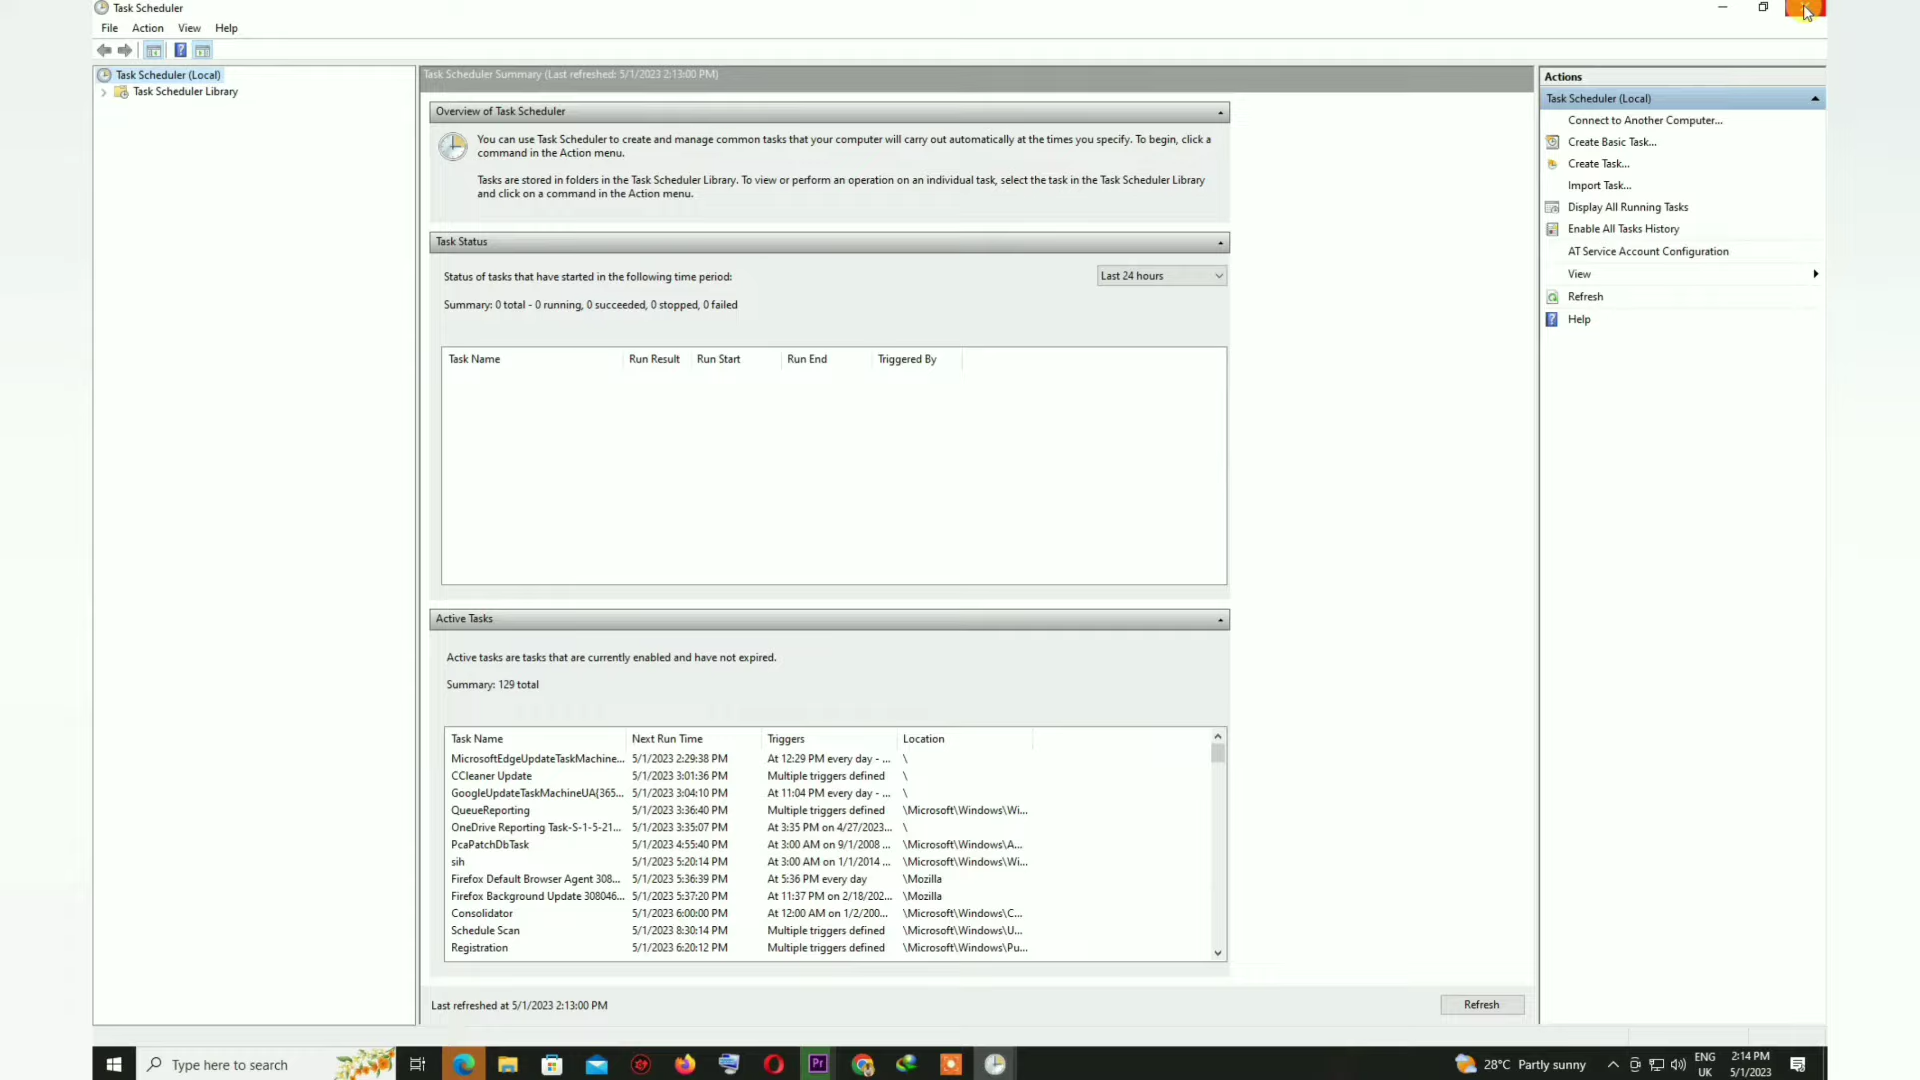 Task Scheduler
File Action View Help
Task Scheduler (Local)
Task Scheduler Library
Task Scheduler Summary (Last refreshed: 5/1/2023 2:13:00 PM)
Overview of Task Scheduler
You can use Task Scheduler to create and manage common tasks that your computer will carry out automatically at the times you specify. To begin, click a
command in the Action menu.
Tasks are stored in folders in the Task Scheduler Library. To view or perform an operation on an individual task, select the task in the Task Scheduler Library
and click on a command in the Action menu.
Task Status
Status of tasks that have started in the following time period:
Last 24 hours
Summary: 0 total - 0 running, 0 succeeded, 0 stopped, 0 failed
Task Name Run Result Run Start Run End Triggered By
Active Tasks
Active tasks are tasks that are currently enabled and have not expired.
Summary: 129 total
Task Name Next Run Time Triggers Location
MicrosoftEdgeUpdateTaskMachine... 5/1/2023 2:29:38 PM At 12:29 PM every day - ... \
CCleaner Update 5/1/2023 3:01:36 PM Multiple triggers defined \
GoogleUpdateTaskMachineUA{365... 5/1/2023 3:04:10 PM At 11:04 PM every day - ... \
QueueReporting 5/1/2023 3:36:40 PM Multiple triggers defined \Microsoft\Windows\Wi...
OneDrive Reporting Task-S-1-5-21... 5/1/2023 3:35:07 PM At 3:35 PM on 4/27/2023... \
PcaPatchDbTask 5/1/2023 4:55:40 PM At 3:00 AM on 9/1/2008 ... \Microsoft\Windows\A...
sih 5/1/2023 5:20:14 PM At 3:00 AM on 1/1/2014 ... \Microsoft\Windows\Wi...
Firefox Default Browser Agent 308... 5/1/2023 5:36:39 PM At 5:36 PM every day \Mozilla
Firefox Background Update 308046... 5/1/2023 5:37:20 PM At 11:37 PM on 2/18/202... \Mozilla
Consolidator 5/1/2023 6:00:00 PM At 12:00 AM on 1/2/200... \Microsoft\Windows\C...
Schedule Scan 5/1/2023 8:30:14 PM Multiple triggers defined \Microsoft\Windows\U...
Registration 5/1/2023 6:20:12 PM Multiple triggers defined \Microsoft\Windows\Pu...
Last refreshed at 5/1/2023 2:13:00 PM
Refresh
Actions
Task Scheduler (Local)
Connect to Another Computer...
Create Basic Task...
Create Task...
Import Task...
Display All Running Tasks
Enable All Tasks History
AT Service Account Configuration
View
Refresh
Help
Type here to search
Pr
28°C Partly sunny
ENG
UK
2:14 PM
5/1/2023